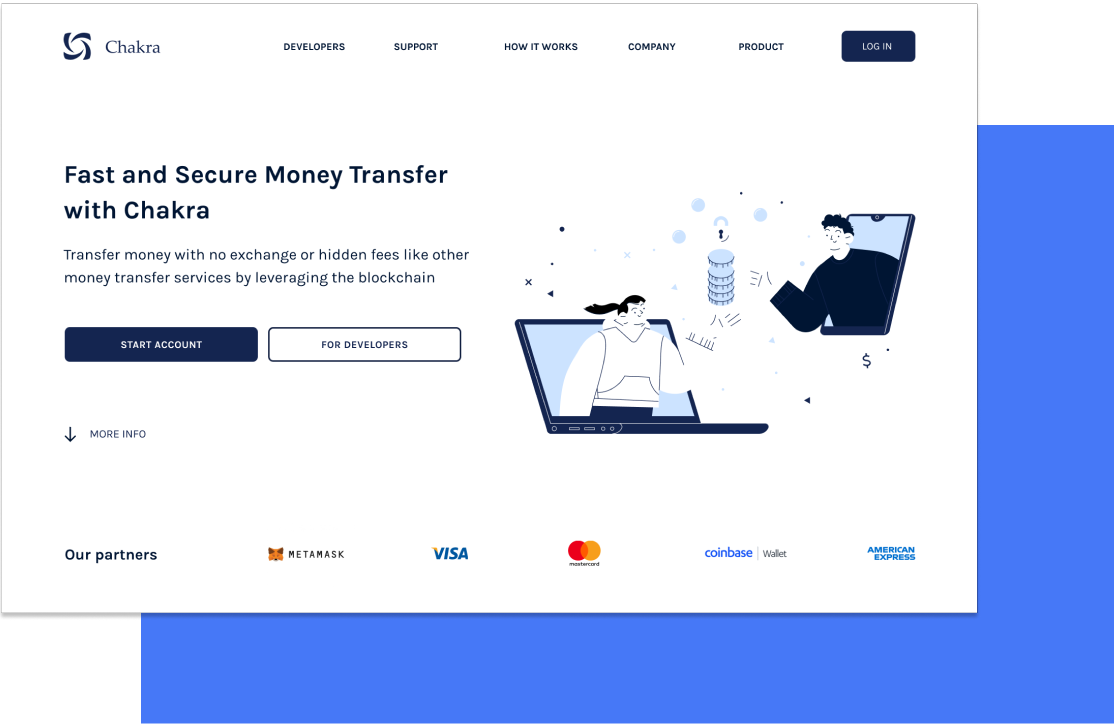 Chakra
DEVELOPERS
SUPPORT
HOW IT WORKS
COMPANY
PRODUCT
LOG IN
Fast and Secure Money Transfer
with Chakra
Transfer money with no exchange or hidden fees like other
money transfer services by leveraging the blockchain
START ACCOUNT
FOR DEVELOPERS
$
MORE INFO
Our partners
METAMASK
VISA
mastercard
coinbase | Wallet
AMERICAN
EXPRESS